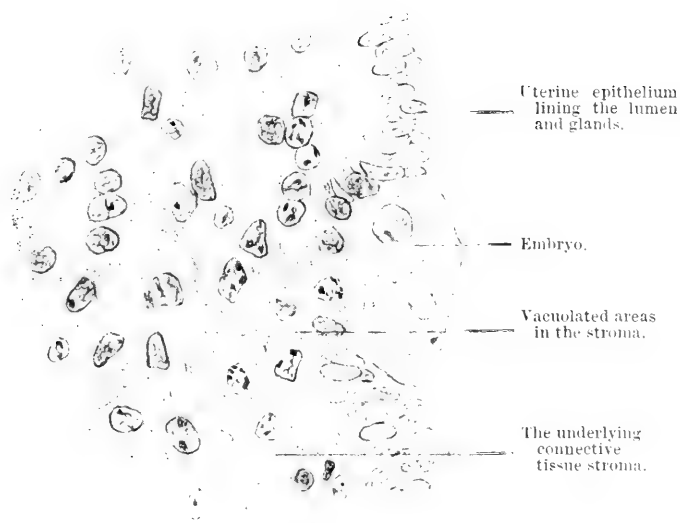 Uterine epithelium
lining the lumen
and glands.
Embryo.
Vacuolated areas
in the stroma.
The underlying
connective
tissue stroma.